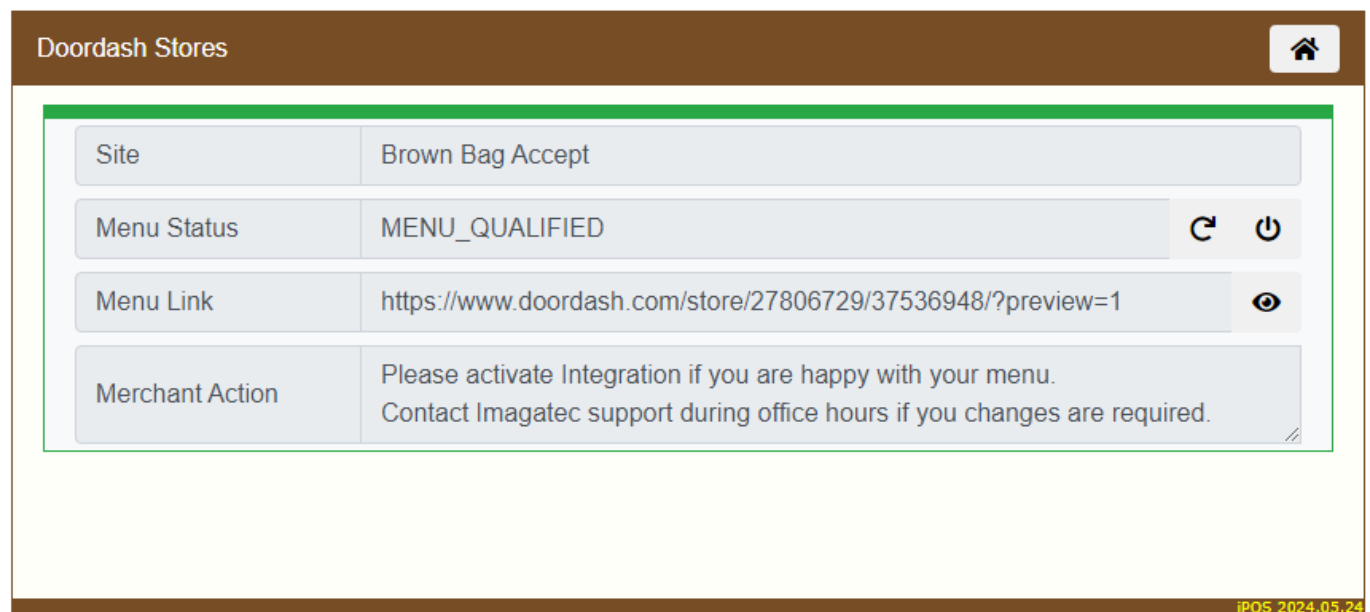 Doordash Stores
Site
Brown Bag Accept
Menu Status
MENU_QUALIFIED
Menu Link
https://www.doordash.com/store/27806729/37536948/?preview=1
Merchant Action
Please activate Integration if you are happy with your menu.
Contact Imagatec support during office hours if you changes are required.
iPOS 2024.05.24